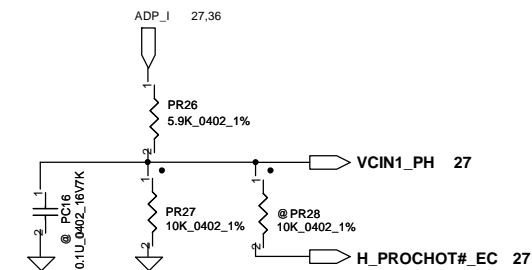 ADP_I 27,36
1
PR26
5.9K_0402_1%
2
VCIN1_PH 27
1
2
@ PC16
0.1U_0402_16V7K
1
PR27
10K_0402_1%
2
1
@ PR28
10K_0402_1%
2
H_PROCHOT#_EC 27